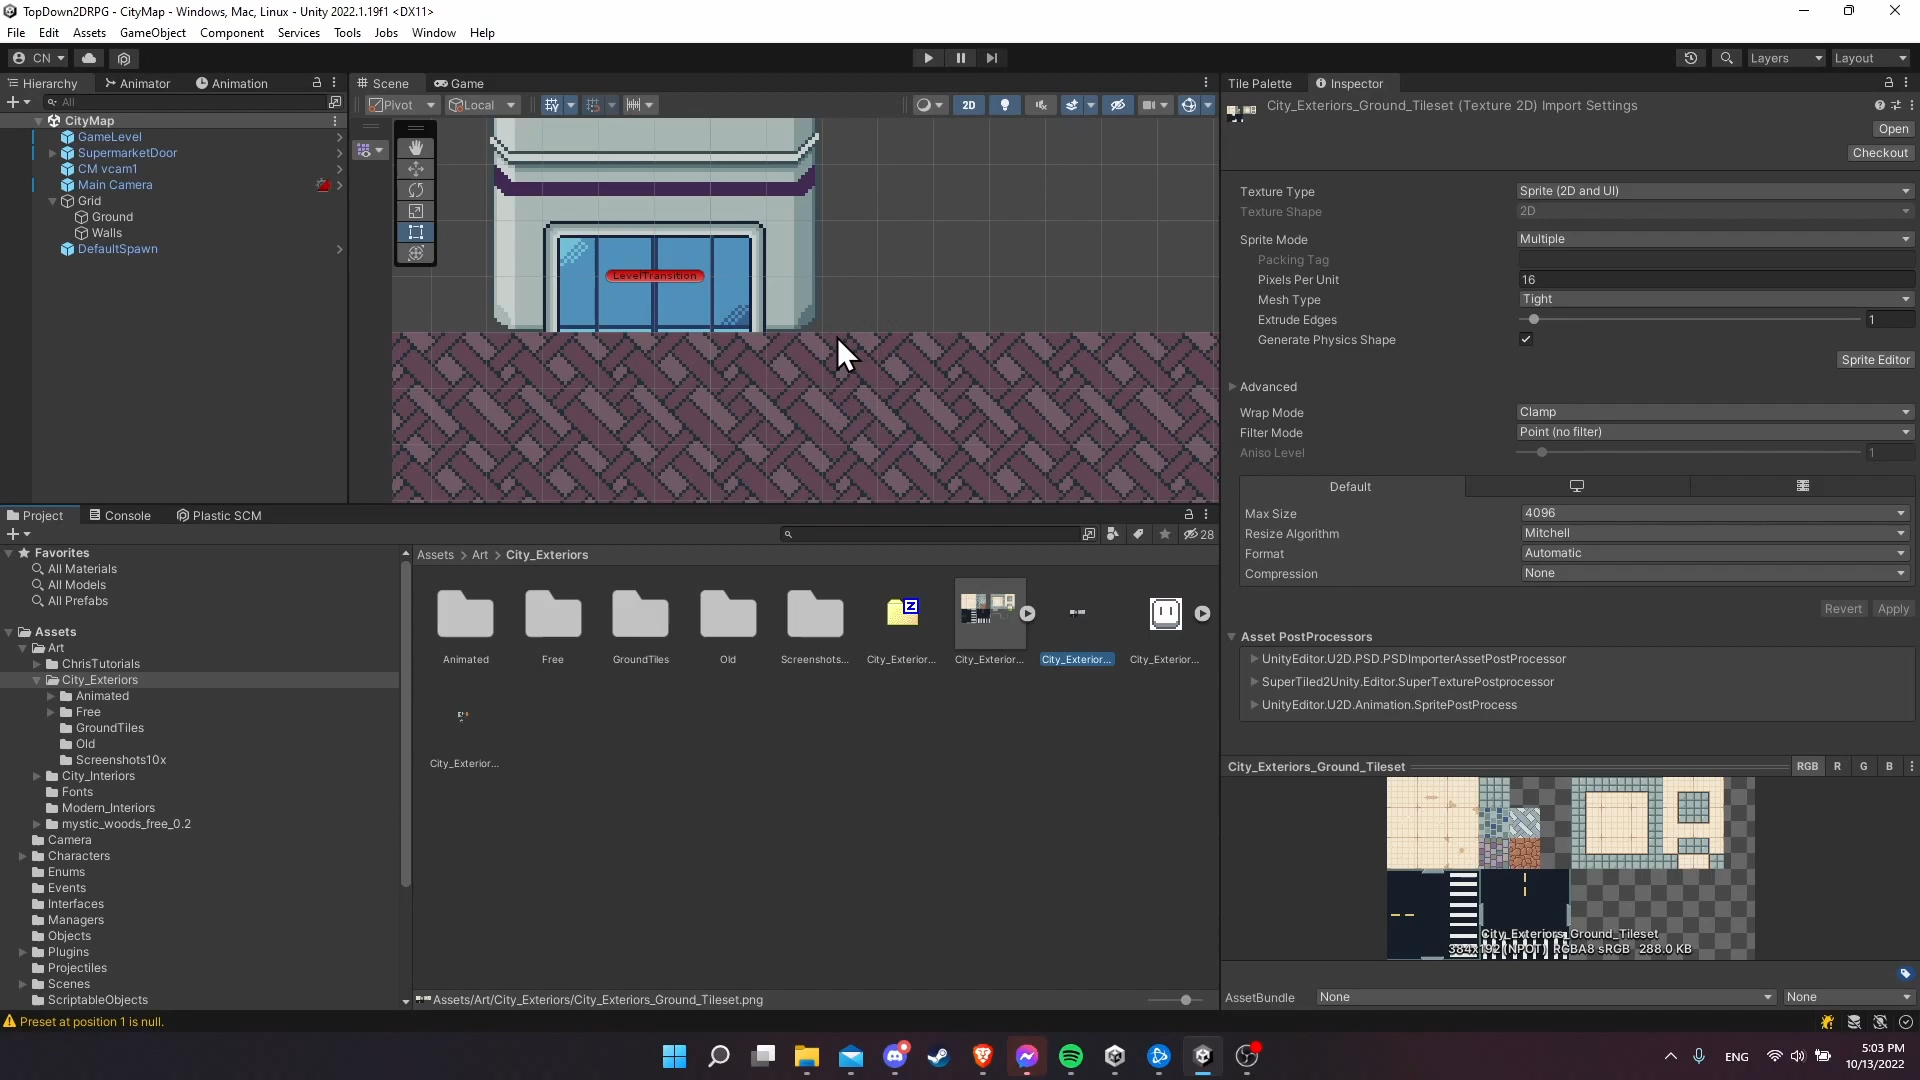 TopDown2DRPG - CityMap - Windows, Mac, Linux - Unity 2022.1.19f1 <DX11>
File Edit Assets GameObject Component Services Tools Jobs Window Help
CN Layers Layout
Hierarchy Animator Animation Scene Game Tile Palette Inspector
All Pivot Local 2D City_Exteriors_Ground_Tileset (Texture 2D) Import Settings
Open
Checkout
CityMap
GameLevel
SupermarketDoor
CM vcam1
Main Camera
Grid
Ground
Walls
DefaultSpawn
LevelTransition
Texture Type Sprite (2D and UI)
Texture Shape 2D
Sprite Mode Multiple
Packing Tag
Pixels Per Unit 16
Mesh Type Tight
Extrude Edges 1
Generate Physics Shape
Sprite Editor
Advanced
Wrap Mode Clamp
Filter Mode Point (no filter)
Aniso Level 1
Default
Max Size 4096
Resize Algorithm Mitchell
Format Automatic
Compression None
Revert Apply
Asset PostProcessors
UnityEditor.U2D.PSD.PSDImporterAssetPostProcessor
SuperTiled2Unity.Editor.SuperTexturePostprocessor
UnityEditor.U2D.Animation.SpritePostProcess
Project Console Plastic SCM
28
Favorites
All Materials
All Models
All Prefabs
Assets
Art
ChrisTutorials
City_Exteriors
Animated
Free
GroundTiles
Old
Screenshots10x
City_Interiors
Fonts
Modern_Interiors
mystic_woods_free_0.2
Camera
Characters
Enums
Events
Interfaces
Managers
Objects
Plugins
Projectiles
Scenes
ScriptableObjects
Assets > Art > City_Exteriors
Z
Animated Free GroundTiles Old Screenshots... City_Exterior... City_Exterior... City_Exterior... City_Exterior...
City_Exterior...
Assets/Art/City_Exteriors/City_Exteriors_Ground_Tileset.png
City_Exteriors_Ground_Tileset RGB R G B
City_Exteriors_Ground_Tileset
384x192 (NPOT) RGBA8 sRGB 288.0 KB
AssetBundle None None
Preset at position 1 is null.
ENG 5:03 PM
10/13/2022